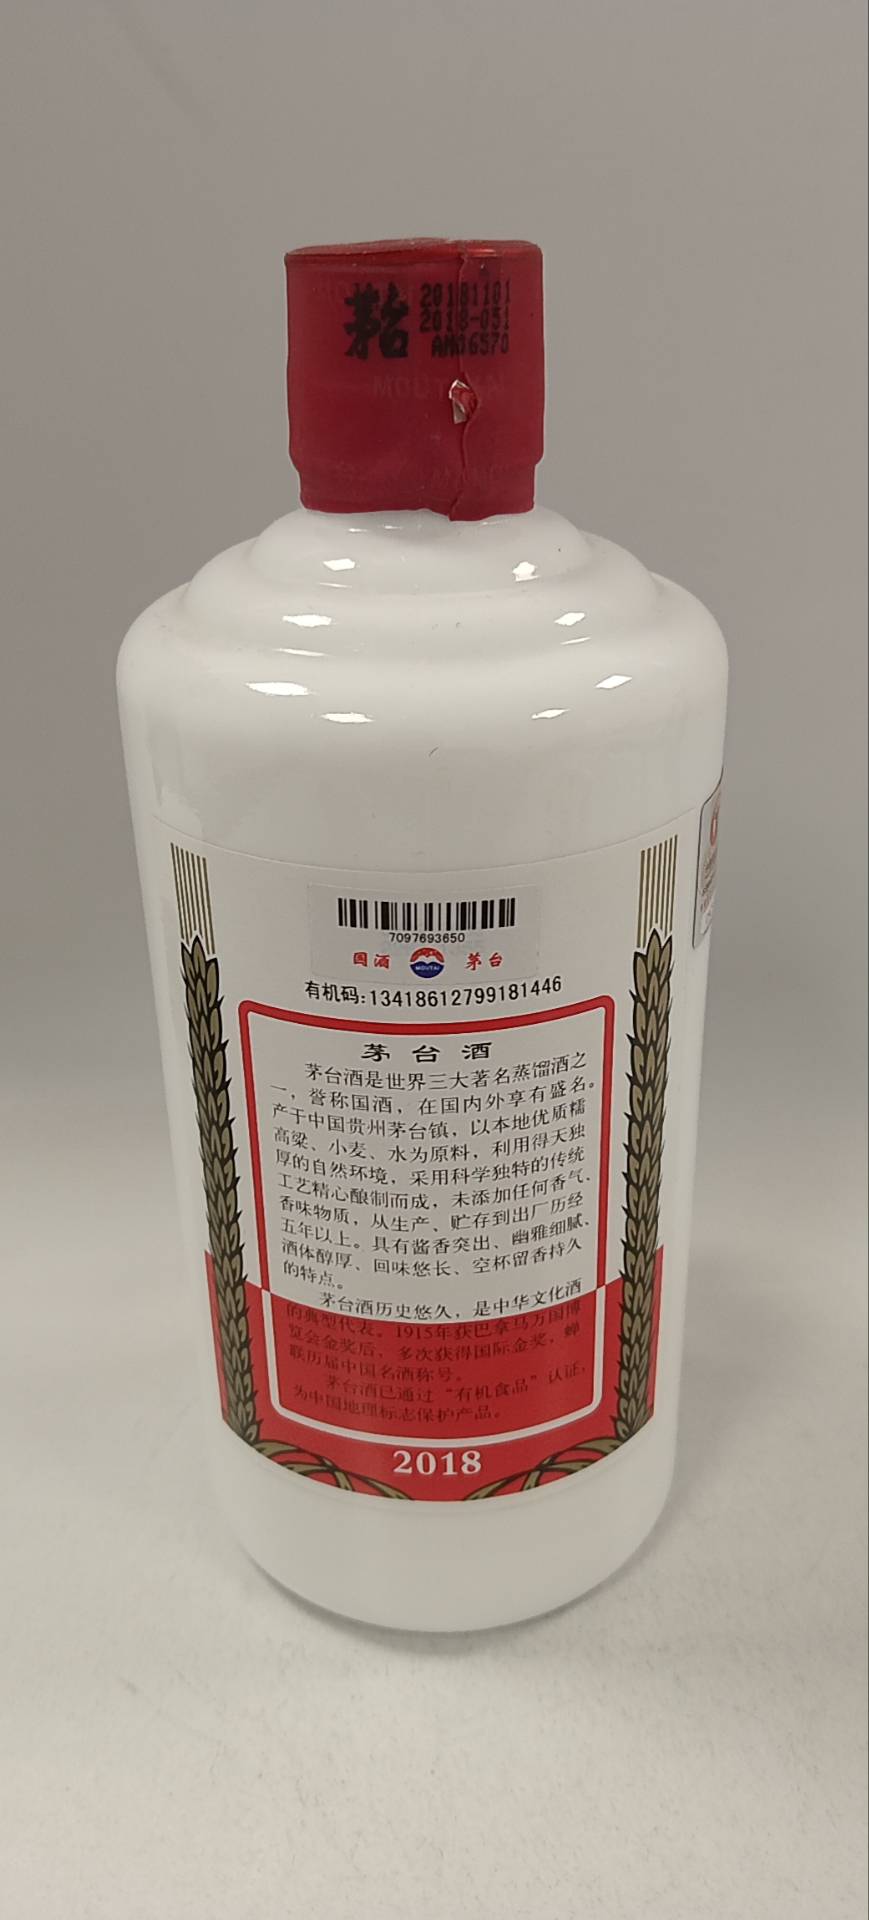 茅台
20181101
2018-051
AM06570
7097693650
国酒 MOUTAI 茅台
有机码:13418612799181446
茅台酒
茅台酒是世界三大著名蒸馏酒之
一，誉称国酒，在国内外享有盛名。
产于中国贵州茅台镇，以本地优质糯
高粱、小麦、水为原料，利用得天独
厚的自然环境，采用科学独特的传统
工艺精心酿制而成，未添加任何香气、
香味物质，从生产、贮存到出厂历经
五年以上。具有酱香突出、幽雅细腻、
酒体醇厚、回味悠长、空杯留香持久
的特点。
茅台酒历史悠久，是中华文化酒
的典型代表。1915年获巴拿马万国博
览会金奖后，多次获得国际金奖，蝉
联历届中国名酒称号。
茅台酒已通过“有机食品”认证，
为中国地理标志保护产品。
2018